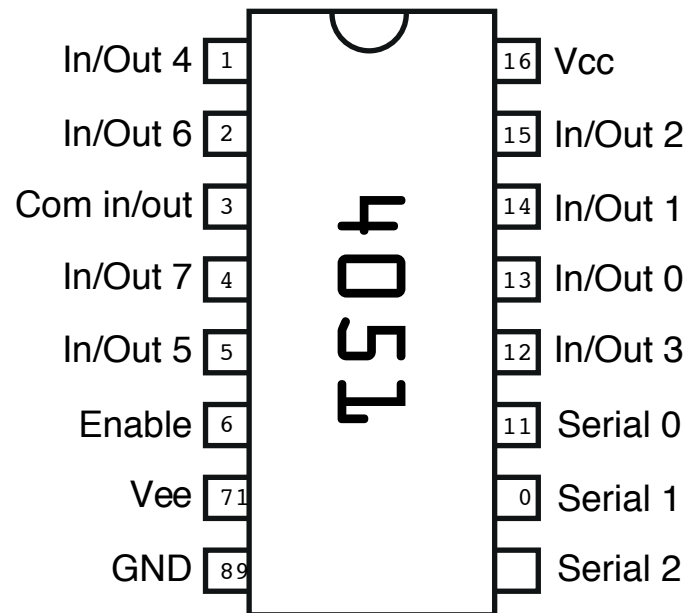 In/Out 4 1 16 Vcc
In/Out 6 2 15 In/Out 2
Com in/out 3 14 In/Out 1
In/Out 7 4 13 In/Out 0
In/Out 5 5 12 In/Out 3
Enable 6 11 Serial 0
Vee 71 0 Serial 1
GND 89 Serial 2
4051